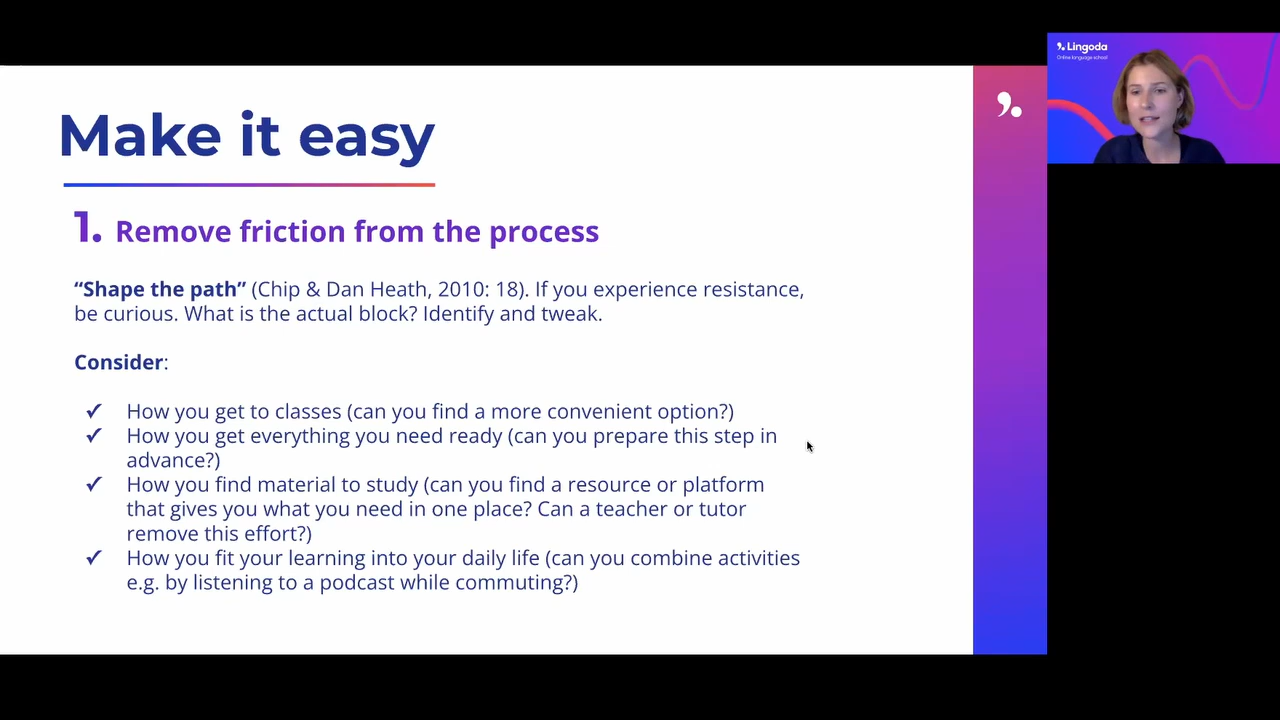 Make it easy
1. Remove friction from the process
“Shape the path” (Chip & Dan Heath, 2010: 18). If you experience resistance,
be curious. What is the actual block? Identify and tweak.
Consider:
✓ How you get to classes (can you find a more convenient option?)
✓ How you get everything you need ready (can you prepare this step in
advance?)
✓ How you find material to study (can you find a resource or platform
that gives you what you need in one place? Can a teacher or tutor
remove this effort?)
✓ How you fit your learning into your daily life (can you combine activities
e.g. by listening to a podcast while commuting?)
Lingoda
Online language school